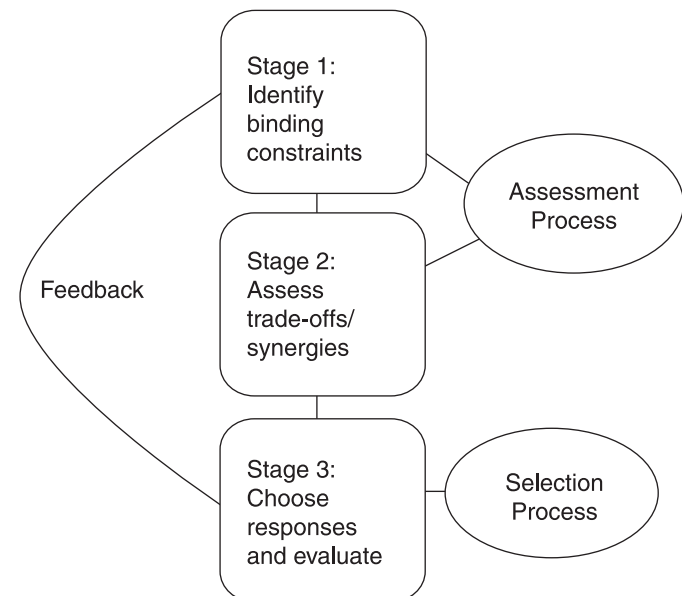 Stage 1:
Identify
binding
constraints
Assessment
Process
Stage 2:
Assess
trade-offs/
synergies
Feedback
Stage 3:
Choose
responses
and evaluate
Selection
Process